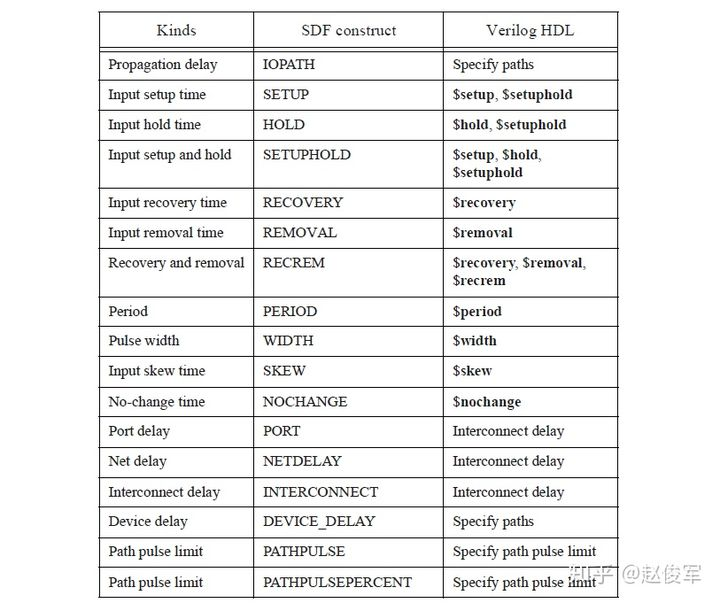 Kinds SDF construct Verilog HDL
Propagation delay IOPATH Specify paths
Input setup time SETUP $setup, $setuphold
Input hold time HOLD $hold, $setuphold
Input setup and hold SETUPHOLD $setup, $hold,
$setuphold
Input recovery time RECOVERY $recovery
Input removal time REMOVAL $removal
Recovery and removal RECREM $recovery, $removal,
$recrem
Period PERIOD $period
Pulse width WIDTH $width
Input skew time SKEW $skew
No-change time NOCHANGE $nochange
Port delay PORT Interconnect delay
Net delay NETDELAY Interconnect delay
Interconnect delay INTERCONNECT Interconnect delay
Device delay DEVICE_DELAY Specify paths
Path pulse limit PATHPULSE Specify path pulse limit
Path pulse limit PATHPULSEPERCENT Specify path pulse limit
知乎 @赵俊军